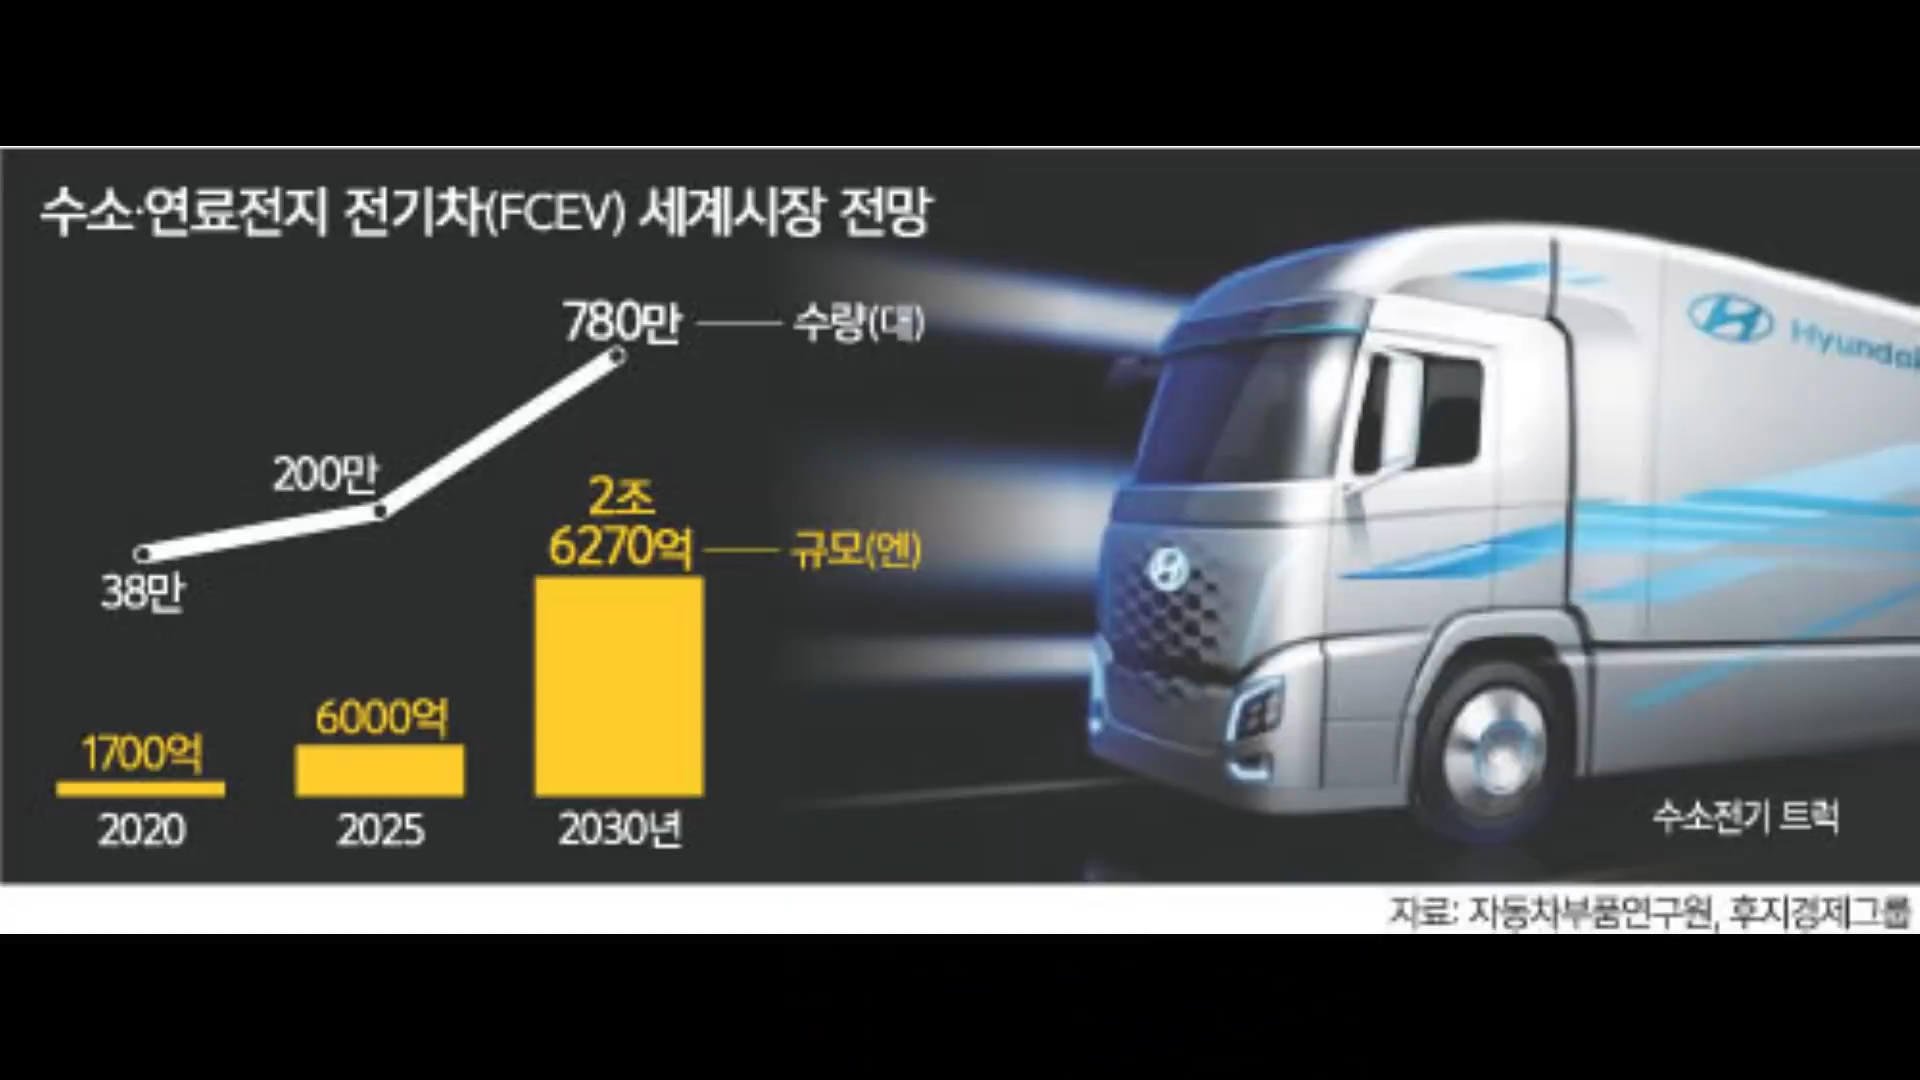 수소·연료전지 전기차(FCEV) 세계시장 전망
780만 수량(대)
200만
38만
2조
6270억 규모(엔)
6000억
1700억
2020 2025 2030년
Hyundai
수소전기 트럭
자료: 자동차부품연구원, 후지경제그룹